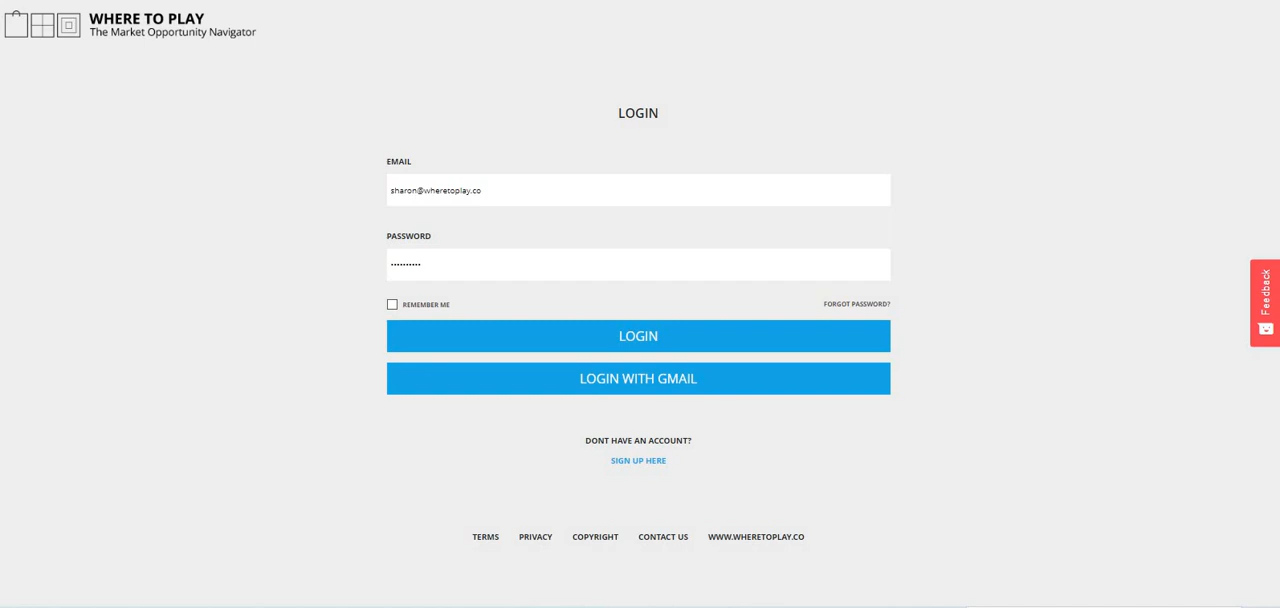 WHERE TO PLAY
The Market Opportunity Navigator
LOGIN
EMAIL
sharon@wheretoplay.co
PASSWORD
••••••••••
REMEMBER ME
FORGOT PASSWORD?
LOGIN
LOGIN WITH GMAIL
DONT HAVE AN ACCOUNT?
SIGN UP HERE
TERMS PRIVACY COPYRIGHT CONTACT US WWW.WHERETOPLAY.CO
Feedback